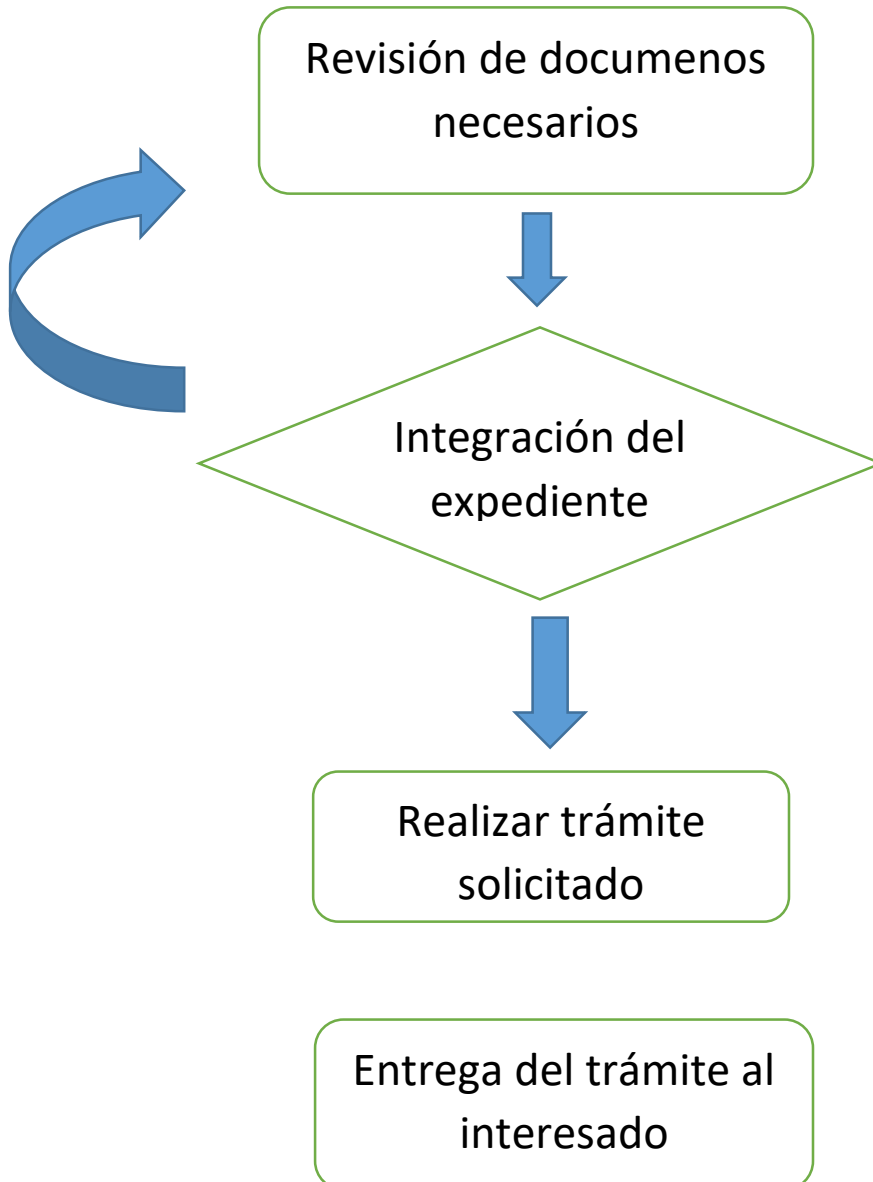 Revisión de documenos
necesarios
Integración del
expediente
Realizar trámite
solicitado
Entrega del trámite al
interesado